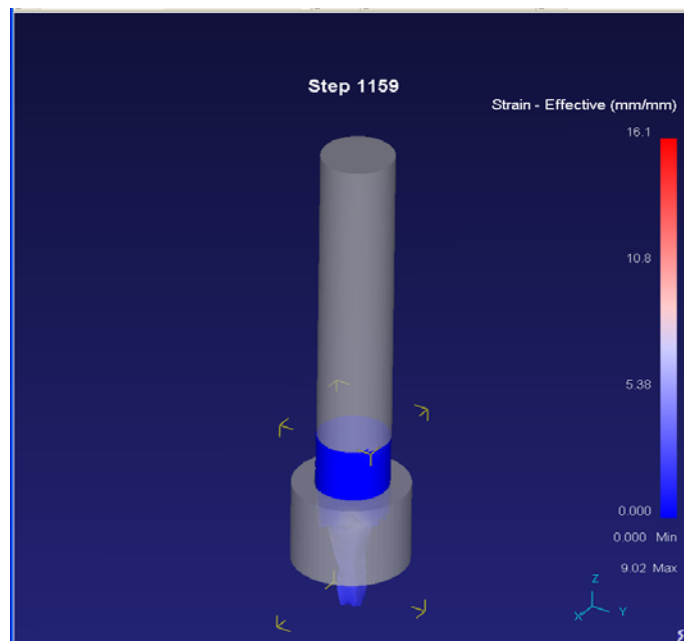 Step 1159
Strain - Effective (mm/mm)
16.1
10.8
5.38
0.000
0.000 Min
9.02 Max
Z
X Y